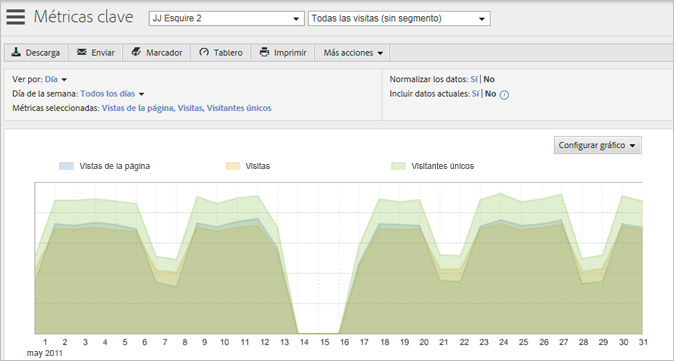 Métricas clave JJ Esquire 2 Todas las visitas (sin segmento)
Descarga Enviar Marcador Tablero Imprimir Más acciones
Ver por: Día
Día de la semana: Todos los días
Métricas seleccionadas: Vistas de la página, Visitas, Visitantes únicos
Normalizar los datos: Sí | No
Incluir datos actuales: Sí | No
Configurar gráfico
Vistas de la página Visitas Visitantes únicos
1 2 3 4 5 6 7 8 9 10 11 12 13 14 15 16 17 18 19 20 21 22 23 24 25 26 27 28 29 30 31
may 2011